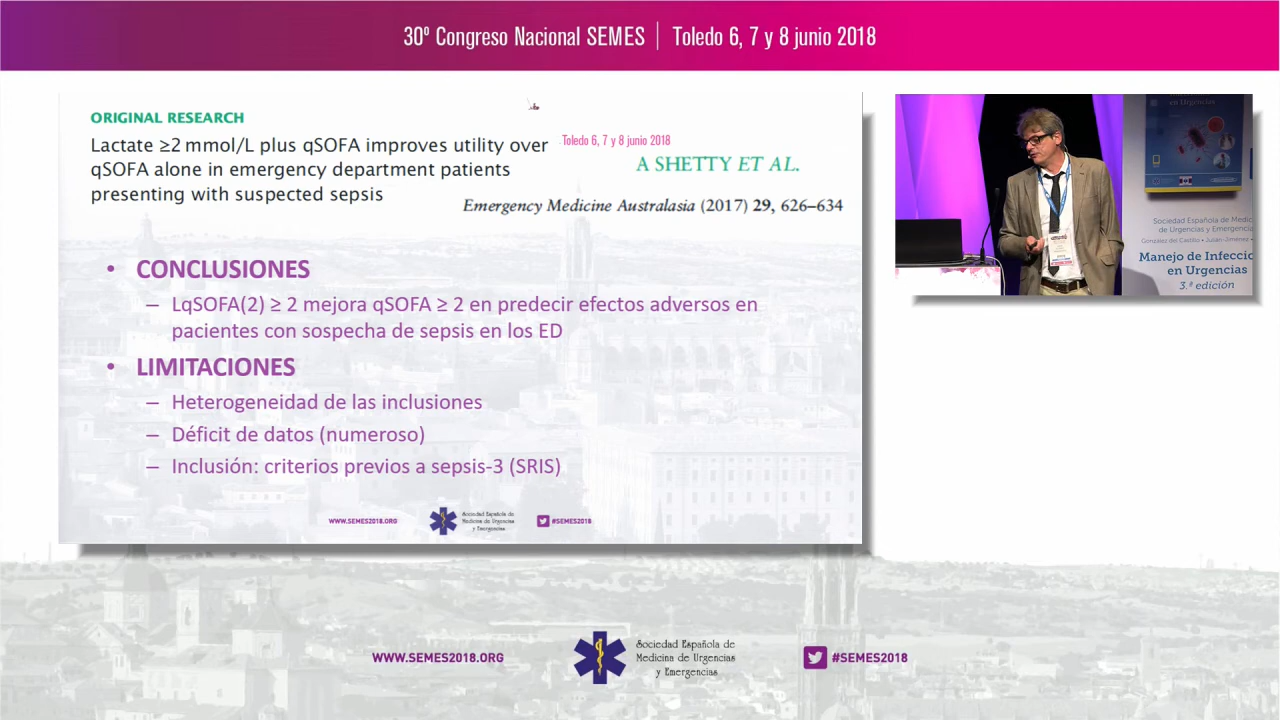 30º Congreso Nacional SEMES | Toledo 6, 7 y 8 junio 2018
ORIGINAL RESEARCH
Lactate ≥2 mmol/L plus qSOFA improves utility over
qSOFA alone in emergency department patients
presenting with suspected sepsis
Toledo 6, 7 y 8 junio 2018
A SHETTY ET AL.
Emergency Medicine Australasia (2017) 29, 626–634
• CONCLUSIONES
– LqSOFA(2) ≥ 2 mejora qSOFA ≥ 2 en predecir efectos adversos en
pacientes con sospecha de sepsis en los ED
• LIMITACIONES
– Heterogeneidad de las inclusiones
– Déficit de datos (numeroso)
– Inclusión: criterios previos a sepsis-3 (SRIS)
WWW.SEMES2018.ORG
Sociedad Española de
Medicina de Urgencias
y Emergencias
#SEMES2018
en Urgencias
Sociedad Española de Medic
de Urgencias y Emergencia
González del Castillo • Julián-Jiménez •
Manejo de Infeccio
en Urgencias
3.ª edición
WWW.SEMES2018.ORG
Sociedad Española de
Medicina de Urgencias
y Emergencias
#SEMES2018